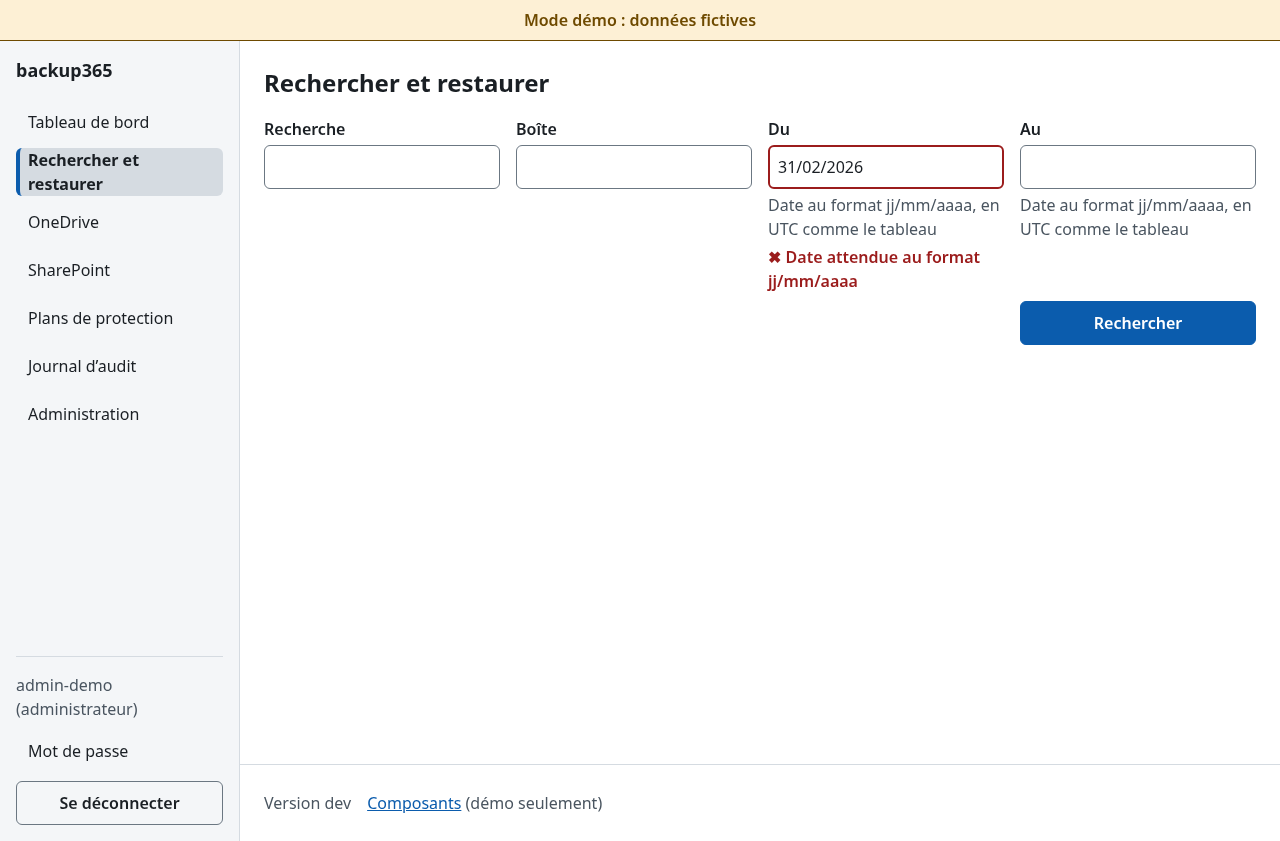 Mode démo : données fictives
backup365
Tableau de bord
Rechercher et
restaurer
OneDrive
SharePoint
Plans de protection
Journal d’audit
Administration
admin-demo
(administrateur)
Mot de passe
Se déconnecter
Rechercher et restaurer
Recherche
Boîte
Du
31/02/2026
Date au format jj/mm/aaaa, en
UTC comme le tableau
✖ Date attendue au format
jj/mm/aaaa
Au
Date au format jj/mm/aaaa, en
UTC comme le tableau
Rechercher
Version dev Composants (démo seulement)